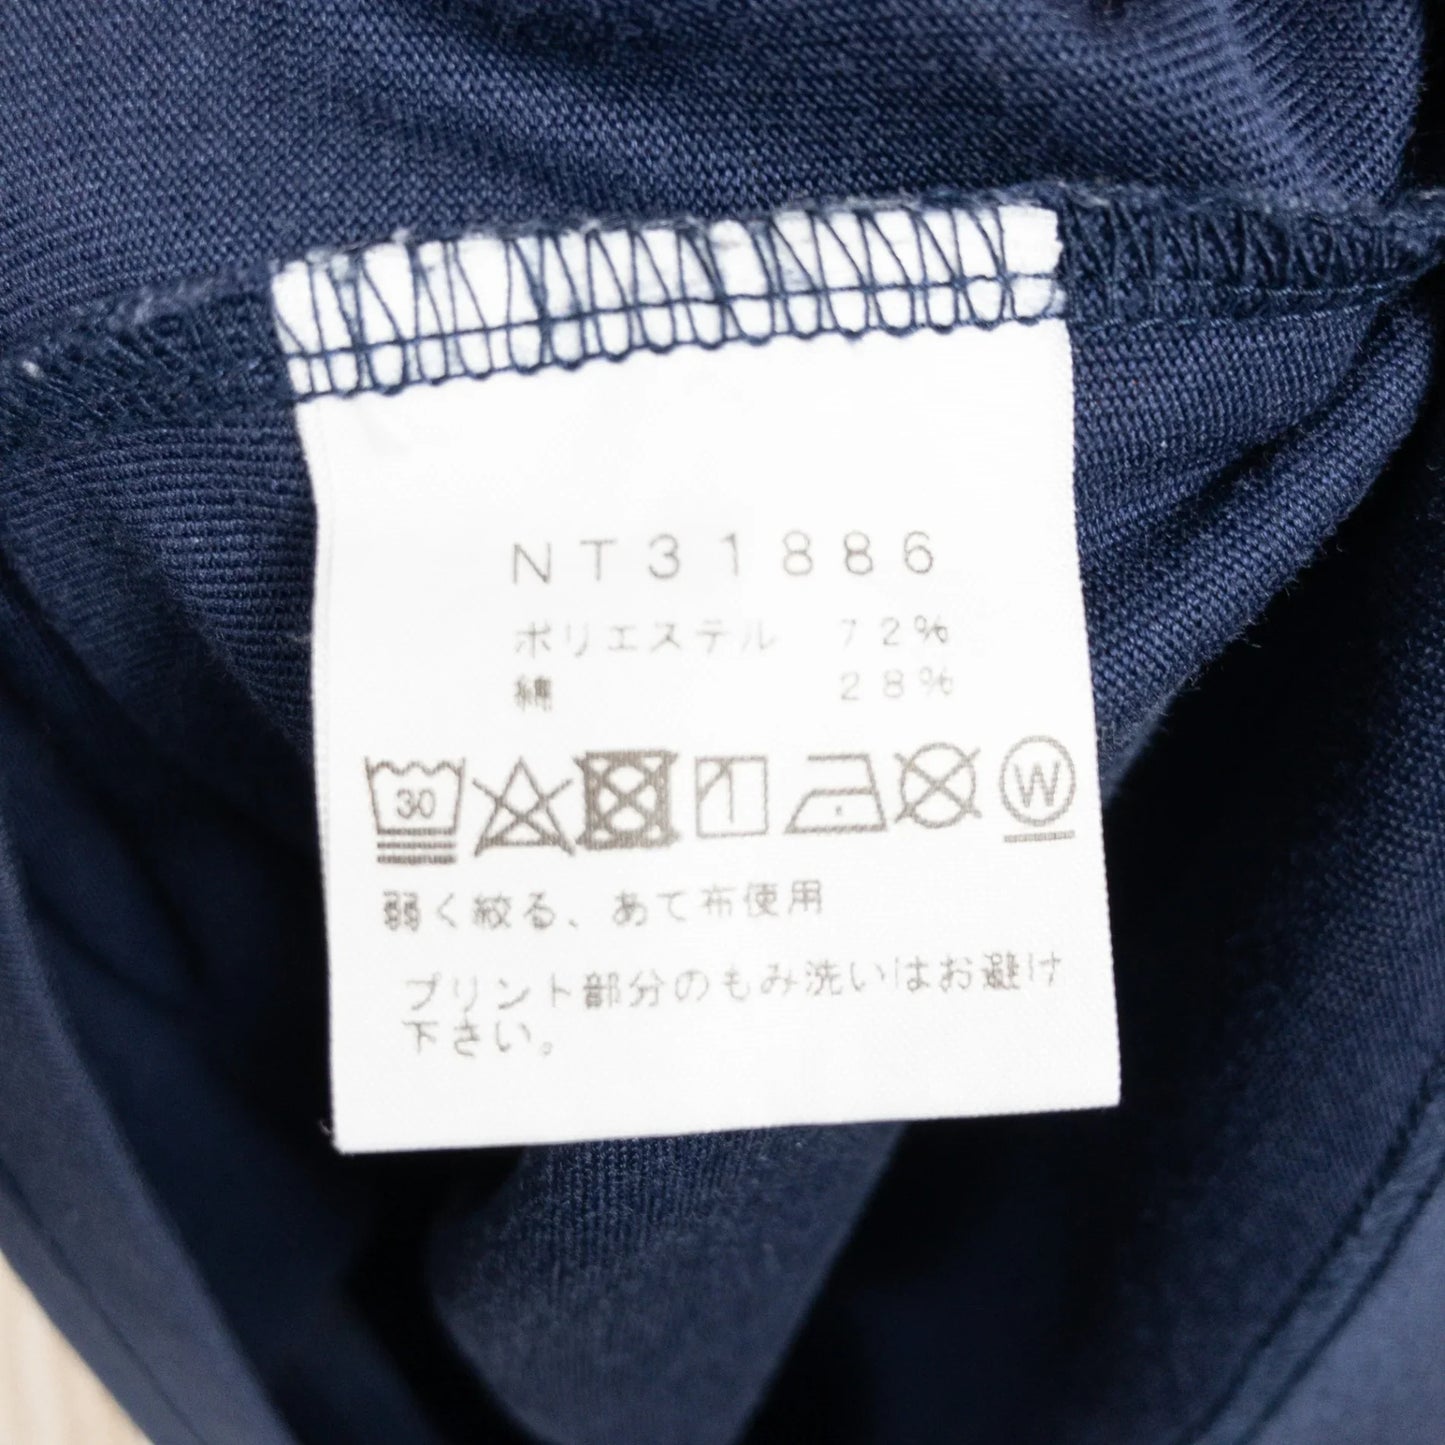 NT31886
ポリエステル 72%
綿 28%
30
W
弱く絞る、あて布使用
プリント部分のもみ洗いはお避け
下さい。